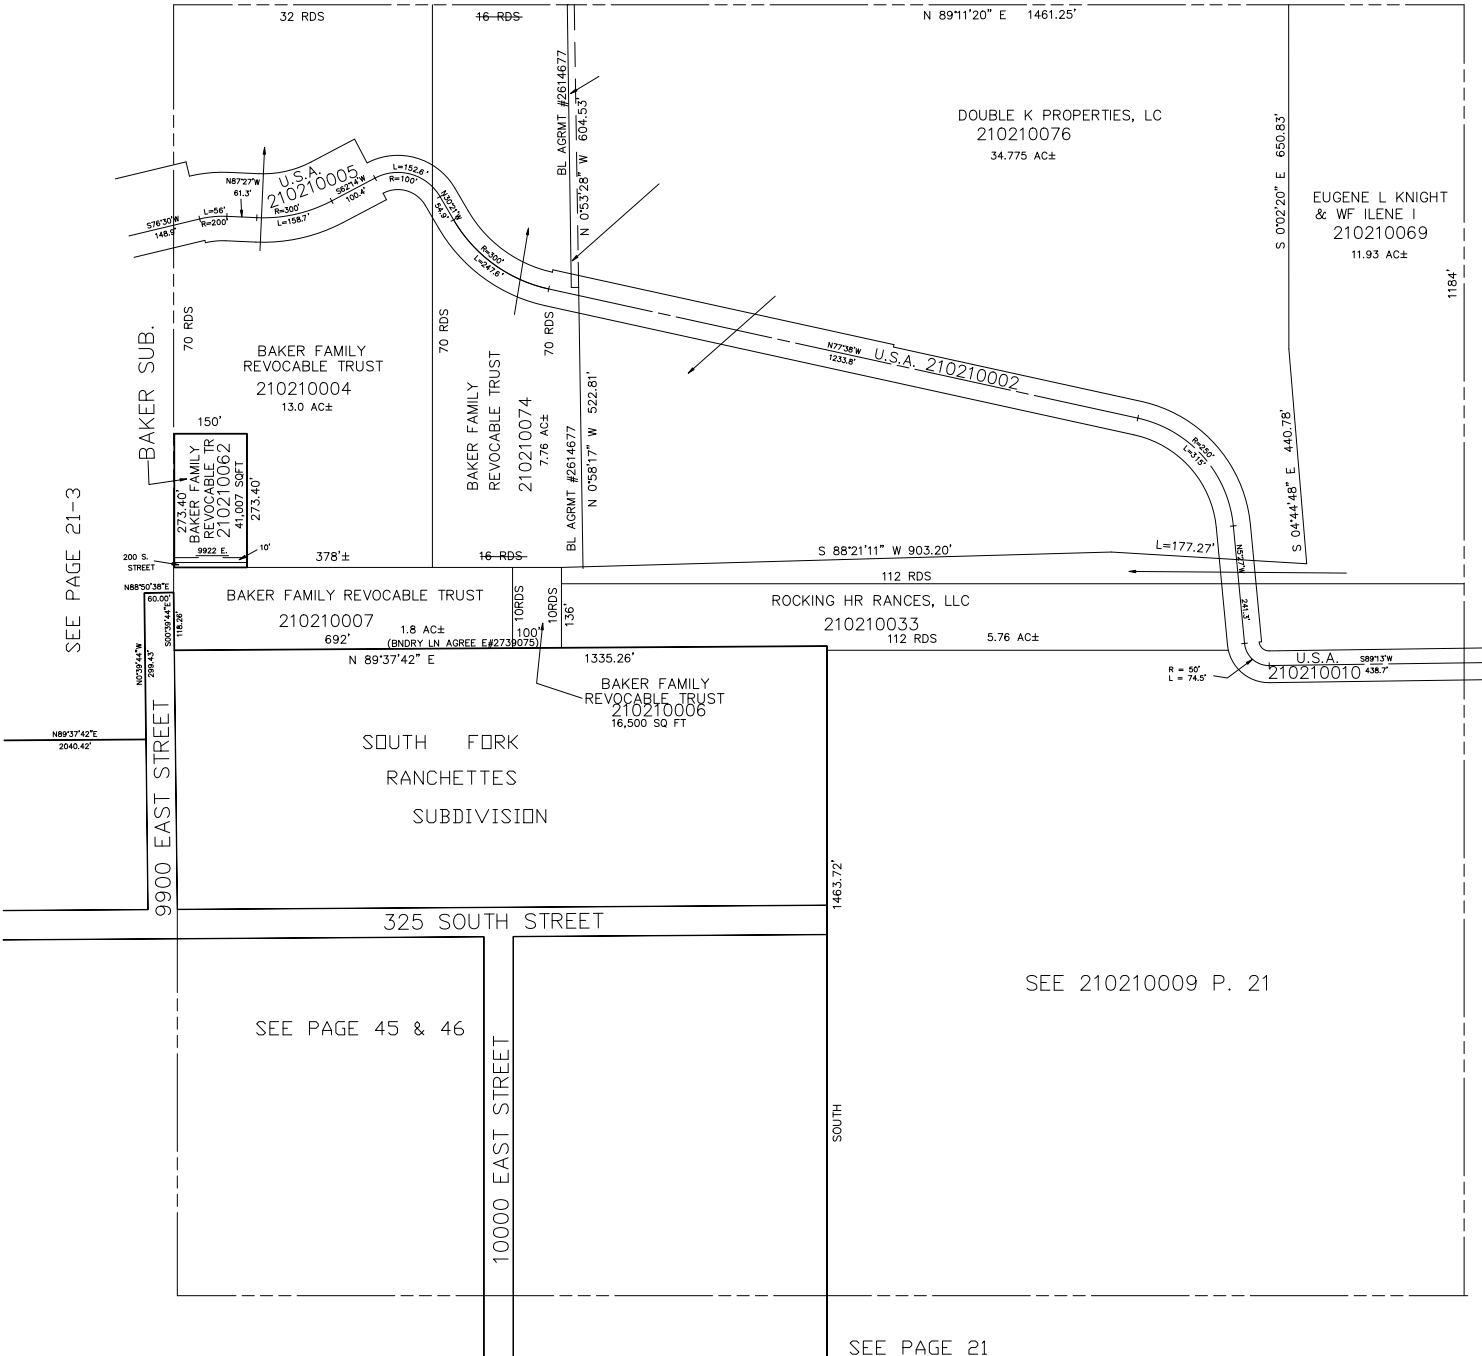 32 RDS
16 RDS
N 89°11'20" E 1461.25'
BL AGRMT #2614677
N 0°53'28" W 604.53'
DOUBLE K PROPERTIES, LC
210210076
34.775 AC±
S 0°02'20" E 650.83'
EUGENE L KNIGHT
& WF ILENE I
210210069
11.93 AC±
1184'
U.S.A.
210210005
N87°27'W
61.3'
S76°30'W
148.9'
L=56'
R=200'
R=300'
L=158.7'
S62°14'W
100.4'
L=152.6'
R=100'
N30°21'W
54.9'
R=300'
L=247.6'
70 RDS
70 RDS
70 RDS
BAKER SUB.
BAKER FAMILY
REVOCABLE TRUST
210210004
13.0 AC±
BAKER FAMILY
REVOCABLE TRUST
210210074
7.76 AC±
N 0°58'17" W 522.81'
BL AGRMT #2614677
N77°38'W
1233.8'
U.S.A. 210210002
R=250'
L=315'
S 04°44'48" E 440.78'
150'
273.40'
BAKER FAMILY
REVOCABLE TR
210210062
41,007 SQFT
273.40'
9922 E.
10'
200 S.
STREET
SEE PAGE 21-3
378'±
16 RDS
S 88°21'11" W 903.20'
L=177.27'
N5°27'W
241.3'
112 RDS
N88°50'38"E
60.00'
S00°39'44"E
118.26'
N0°39'44"W
299.43'
BAKER FAMILY REVOCABLE TRUST
210210007
692'
1.8 AC±
(BNDRY LN AGREE E#2739075)
10RDS
100'
10RDS
136'
ROCKING HR RANCES, LLC
210210033
112 RDS
5.76 AC±
N 89°37'42" E
1335.26'
BAKER FAMILY
REVOCABLE TRUST
210210006
16,500 SQ FT
R = 50'
L = 74.5'
U.S.A.
210210010
S89°13'W
438.7'
N89°37'42"E
2040.42'
9900 EAST STREET
SOUTH FORK
RANCHETTES
SUBDIVISION
1463.72'
325 SOUTH STREET
SEE 210210009 P. 21
SEE PAGE 45 & 46
10000 EAST STREET
SOUTH
SEE PAGE 21